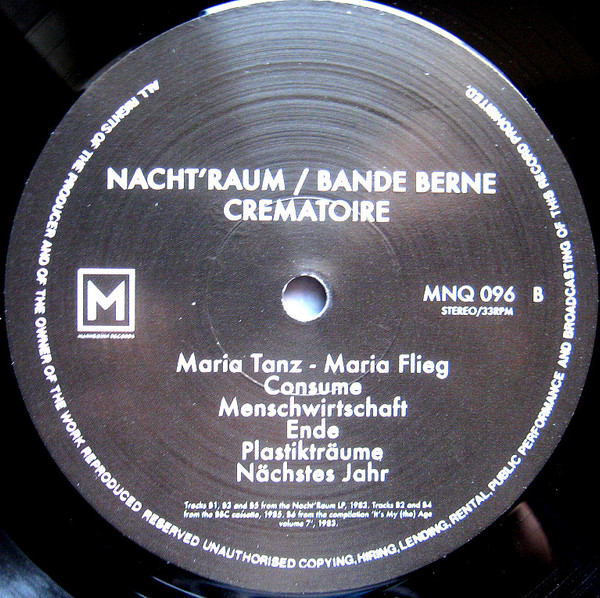 NACHT'RAUM / BANDE BERNE
CREMATOIRE
M
MANNEQUIN RECORDS
MNQ 096 B
STEREO/33RPM
Maria Tanz - Maria Flieg
Consume
Menschwirtschaft
Ende
Plastikträume
Nächstes Jahr
Tracks B1, B3 and B5 from the Nacht'Raum LP, 1983. Tracks B2 and B4
from the BBC cassette, 1985. B6 from the compilation 'It's My (the) Age
volume 7', 1983.
ALL RIGHTS OF THE PRODUCER AND OF THE OWNER OF THE WORK REPRODUCED RESERVED UNAUTHORISED COPYING, HIRING, LENDING, RENTAL, PUBLIC PERFORMANCE AND BROADCASTING OF THIS RECORD PROHIBITED.